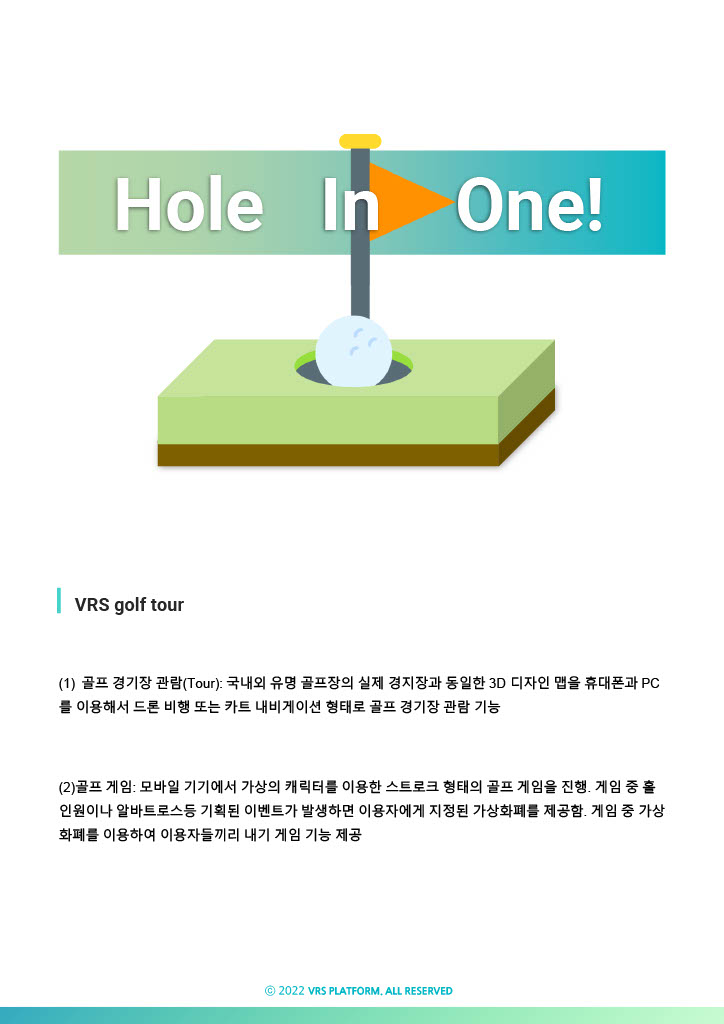 Hole In One!
VRS golf tour
(1) 골프 경기장 관람(Tour): 국내외 유명 골프장의 실제 경지장과 동일한 3D 디자인 맵을 휴대폰과 PC
를 이용해서 드론 비행 또는 카트 내비게이션 형태로 골프 경기장 관람 기능
(2)골프 게임: 모바일 기기에서 가상의 캐릭터를 이용한 스트로크 형태의 골프 게임을 진행. 게임 중 홀
인원이나 알바트로스등 기획된 이벤트가 발생하면 이용자에게 지정된 가상화폐를 제공함. 게임 중 가상
화폐를 이용하여 이용자들끼리 내기 게임 기능 제공
ⓒ 2022 VRS PLATFORM. ALL RESERVED